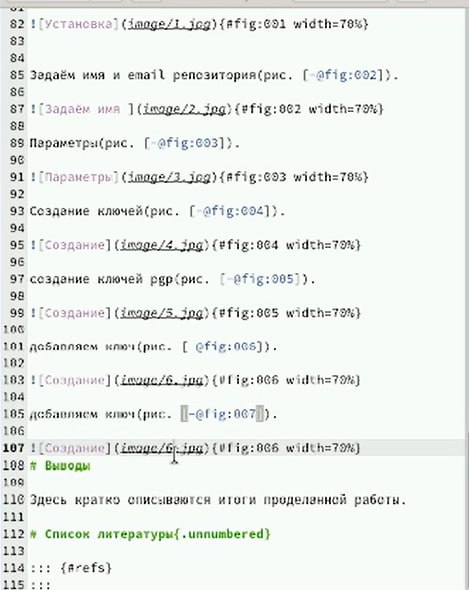 81
82 ![Установка](image/1.jpg){#fig:001 width=70%}
83
84
85 Задаём имя и email репозитория(рис. [-@fig:002]).
86
87 ![Задаём имя ](image/2.jpg){#fig:002 width=70%}
88
89 Параметры(рис. [-@fig:003]).
90
91 ![Параметры](image/3.jpg){#fig:003 width=70%}
92
93 Создание ключей(рис. [-@fig:004]).
94
95 ![Создание](image/4.jpg){#fig:004 width=70%}
96
97 создание ключей pgp(рис. [-@fig:005]).
98
99 ![Создание](image/5.jpg){#fig:005 width=70%}
100
101 добавляем ключ(рис. [-@fig:006]).
102
103 ![Создание](image/6.jpg){#fig:006 width=70%}
104
105 добавляем ключ(рис. [-@fig:007]).
106
107 ![Создание](image/6.jpg){#fig:006 width=70%}
108 # Выводы
109
110 Здесь кратко описываются итоги проделанной работы.
111
112 # Список литературы{.unnumbered}
113
114 ::: {#refs}
115 :::